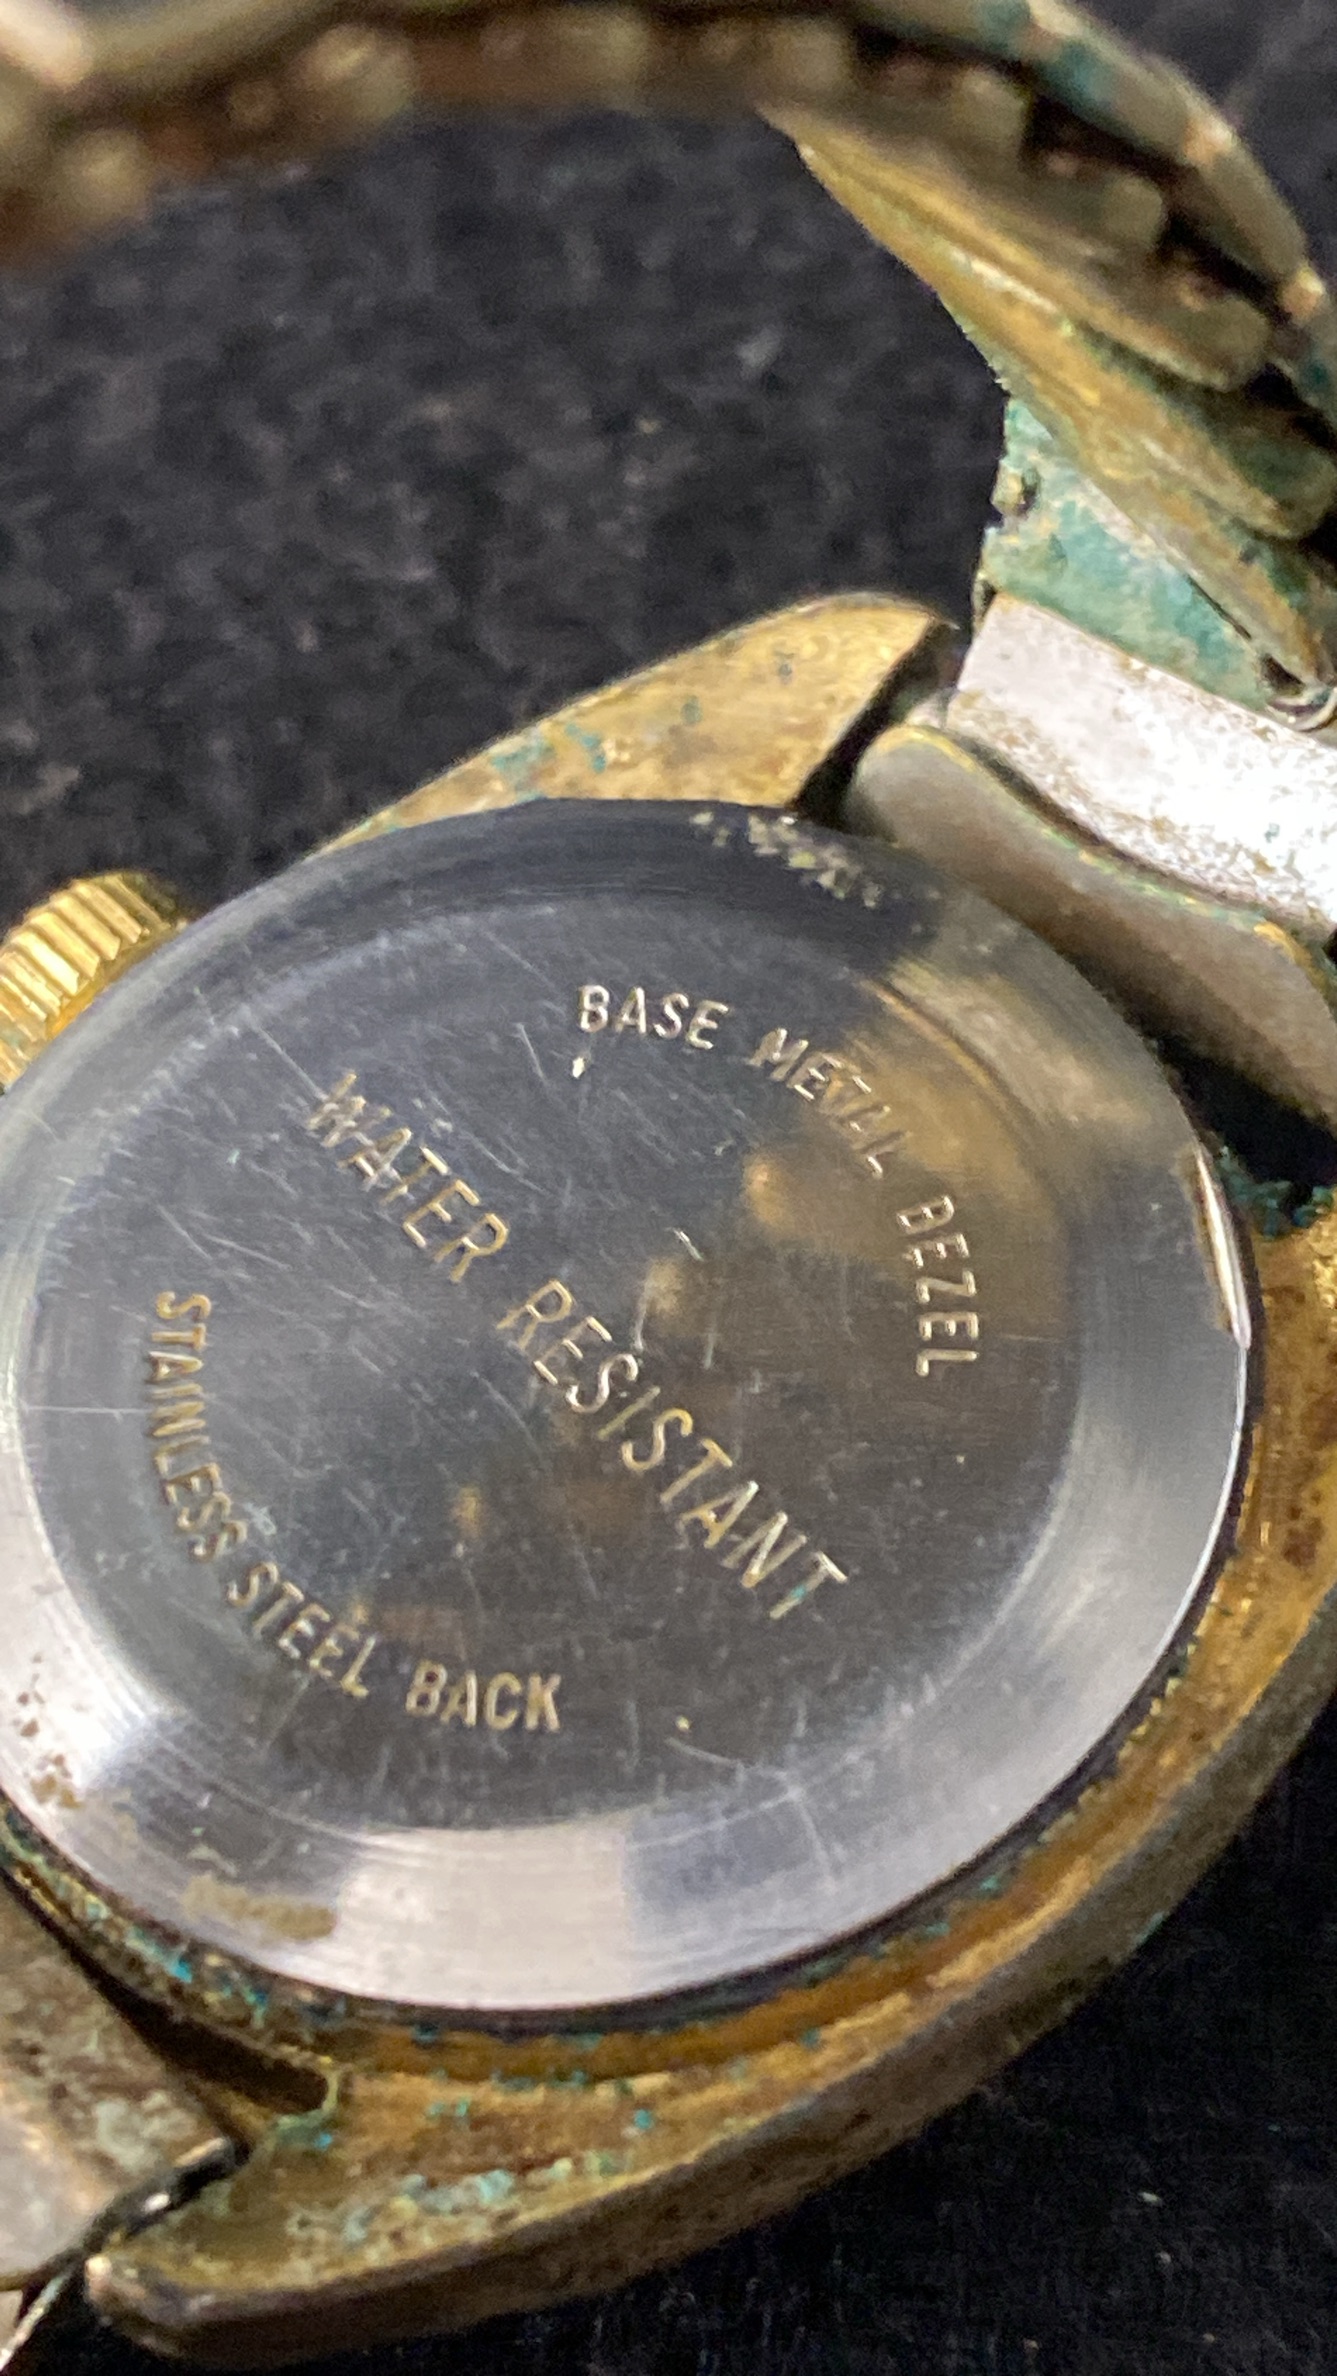 BASE METAL BEZEL
WATER RESISTANT
STAINLESS STEEL BACK